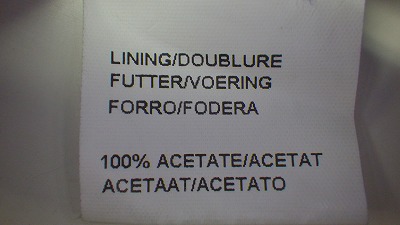 LINING/DOUBLURE
FUTTER/VOERING
FORRO/FODERA
100% ACETATE/ACETAT
ACETAAT/ACETATO